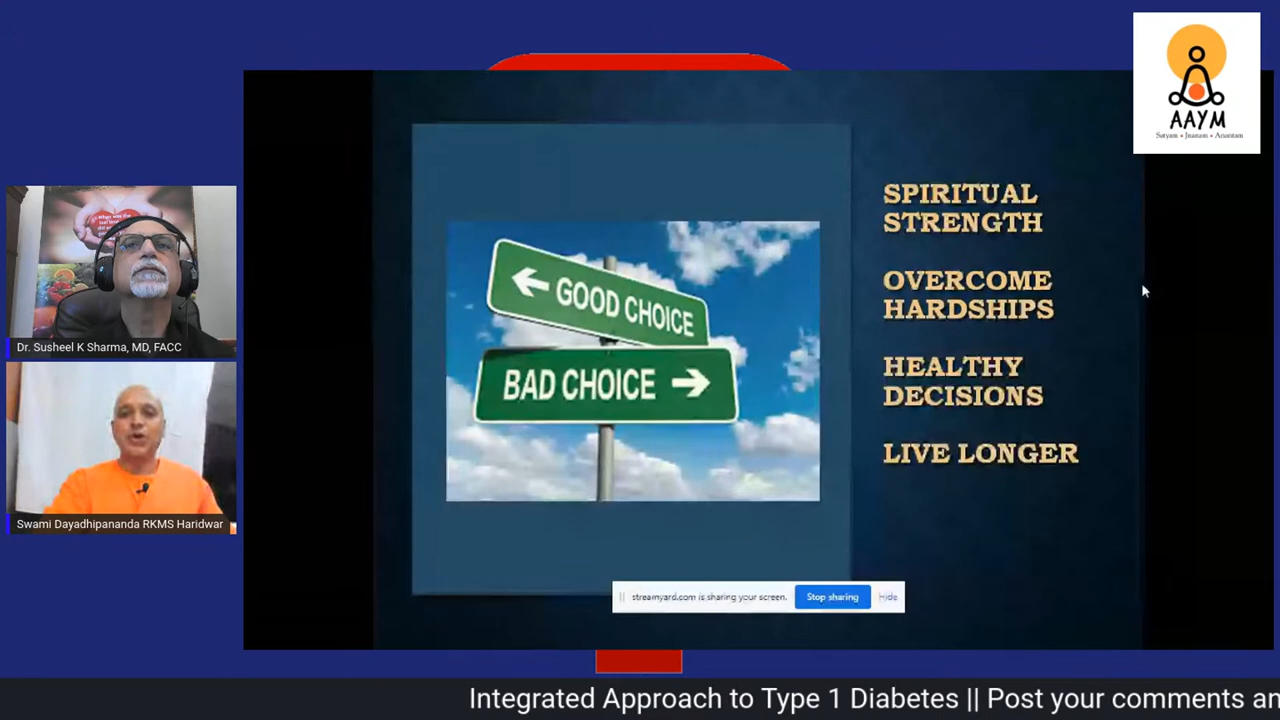 AAYM
Satyam • Jnanam • Anantam
SPIRITUAL
STRENGTH
OVERCOME
HARDSHIPS
HEALTHY
DECISIONS
LIVE LONGER
GOOD CHOICE
BAD CHOICE
Dr. Susheel K Sharma, MD, FACC
Swami Dayadhipananda RKMS Haridwar
streamyard.com is sharing your screen.
Stop sharing
Hide
Integrated Approach to Type 1 Diabetes || Post your comments an